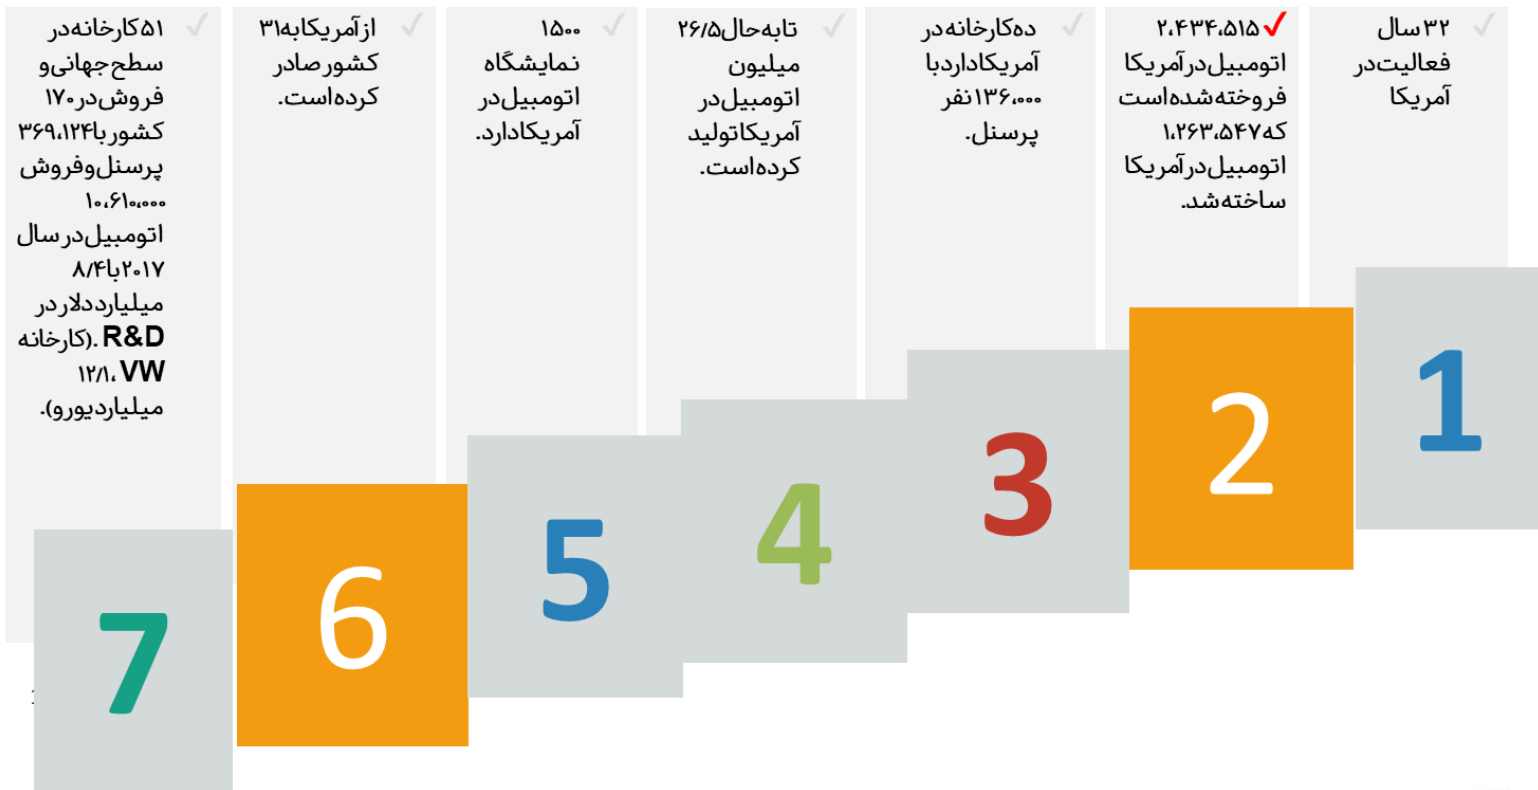 ۳۲ سال
فعالیت در
آمریکا
1
۲،۴۳۴،۵۱۵
اتومبیل در آمریکا
فروخته شده است
که ۱،۲۶۳،۵۴۷
اتومبیل در آمریکا
ساخته شد.
2
ده کارخانه در
آمریکا دارد با
۱۳۶،۰۰۰ نفر
پرسنل.
3
تا به حال ۲۶/۵
میلیون
اتومبیل در
آمریکا تولید
کرده است.
4
۱۵۰۰
نمایشگاه
اتومبیل در
آمریکا دارد.
5
از آمریکا به ۳۱
کشور صادر
کرده است.
6
۵۱ کارخانه در
سطح جهانی و
فروش در ۱۷۰
کشور با ۳۶۹،۱۲۴
پرسنل و فروش
۱۰،۶۱۰،۰۰۰
اتومبیل در سال
۲۰۱۷ با ۸/۴
میلیارد دلار در
R&D .(کارخانه
VW ،۱۲/۱
میلیارد یورو).
7